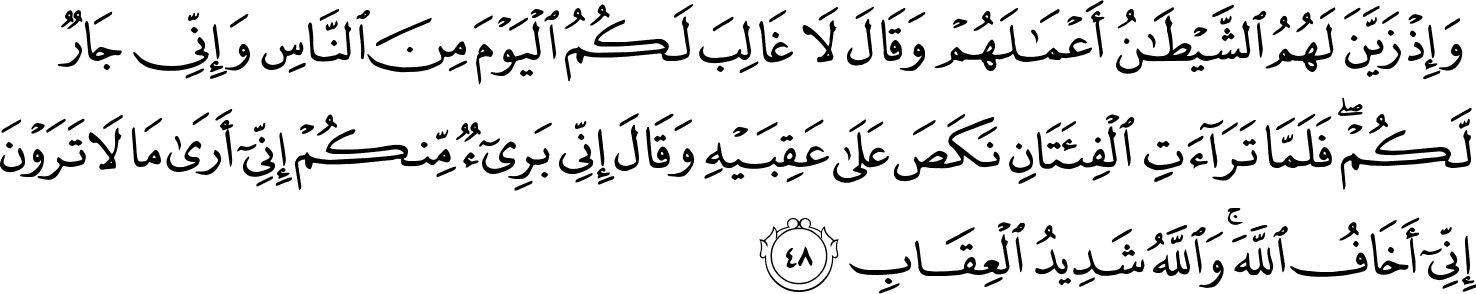 وَإِذْ زَيَّنَ لَهُمُ ٱلشَّيْطَـٰنُ أَعْمَـٰلَهُمْ وَقَالَ لَا غَالِبَ لَكُمُ ٱلْيَوْمَ مِنَ ٱلنَّاسِ وَإِنِّى جَارٌ
لَّكُمْ ۖ فَلَمَّا تَرَآءَتِ ٱلْفِئَتَانِ نَكَصَ عَلَىٰ عَقِبَيْهِ وَقَالَ إِنِّى بَرِىٓءٌ مِّنكُمْ إِنِّىٓ أَرَىٰ مَا لَا تَرَوْنَ
إِنِّىٓ أَخَافُ ٱللَّهَ ۚ وَٱللَّهُ شَدِيدُ ٱلْعِقَابِ ٤٨